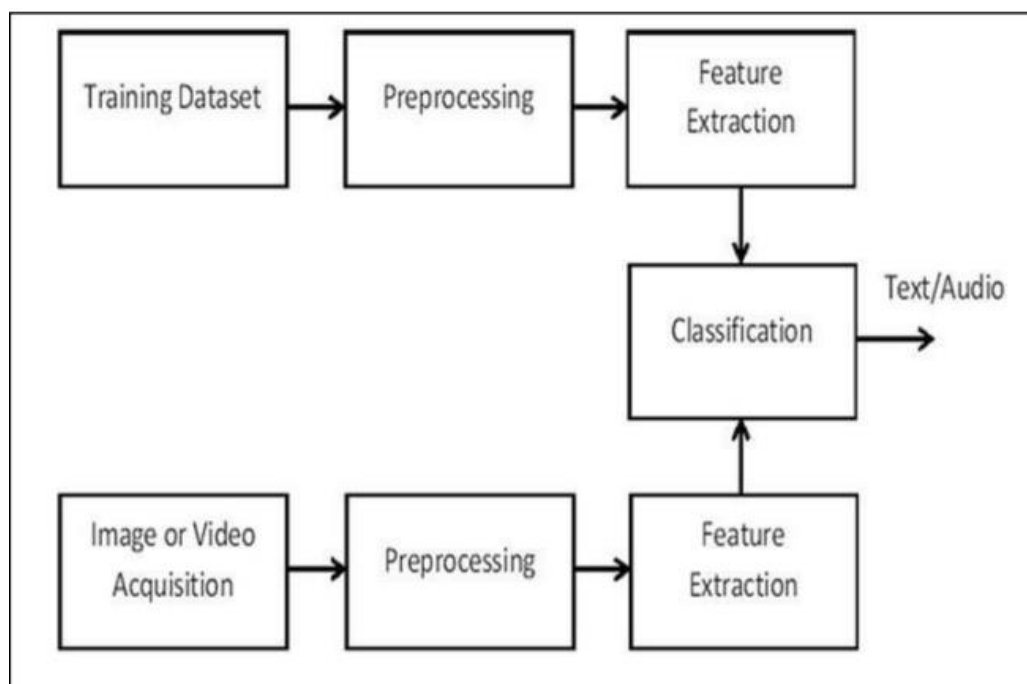 Training Dataset
Preprocessing
Feature
Extraction
Classification
Text/Audio
Image or Video
Acquisition
Preprocessing
Feature
Extraction